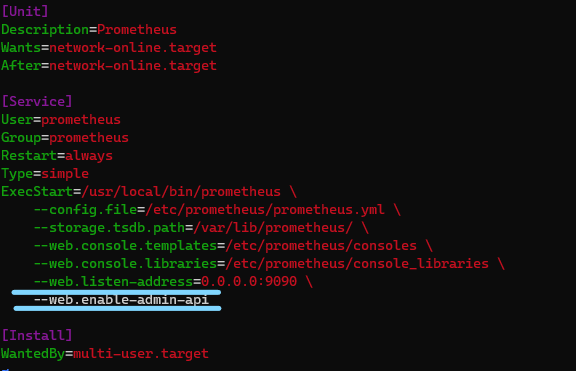 [Unit]
Description=Prometheus
Wants=network-online.target
After=network-online.target
[Service]
User=prometheus
Group=prometheus
Restart=always
Type=simple
ExecStart=/usr/local/bin/prometheus \
--config.file=/etc/prometheus/prometheus.yml \
--storage.tsdb.path=/var/lib/prometheus/ \
--web.console.templates=/etc/prometheus/consoles \
--web.console.libraries=/etc/prometheus/console_libraries \
--web.listen-address=0.0.0.0:9090 \
--web.enable-admin-api
[Install]
WantedBy=multi-user.target